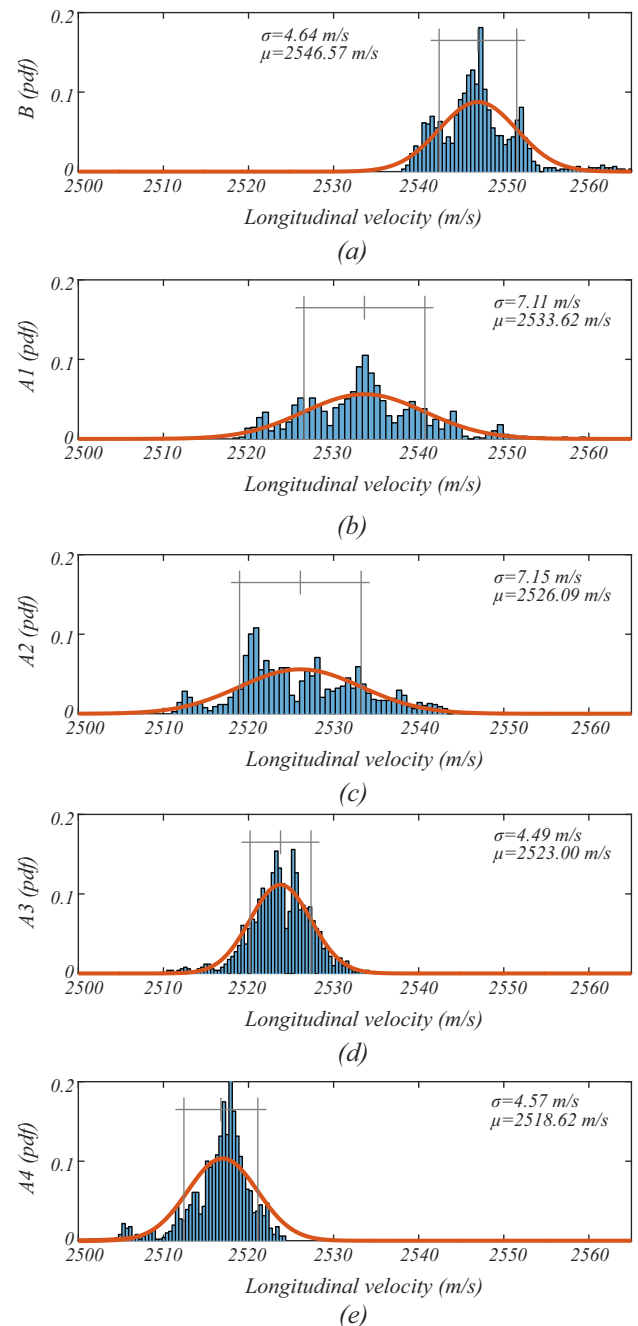 B (pdf)
0.2
0.1
0
σ=4.64 m/s
μ=2546.57 m/s
2500 2510 2520 2530 2540 2550 2560
Longitudinal velocity (m/s)
(a)
A1 (pdf)
0.2
0.1
0
σ=7.11 m/s
μ=2533.62 m/s
2500 2510 2520 2530 2540 2550 2560
Longitudinal velocity (m/s)
(b)
A2 (pdf)
0.2
0.1
0
σ=7.15 m/s
μ=2526.09 m/s
2500 2510 2520 2530 2540 2550 2560
Longitudinal velocity (m/s)
(c)
A3 (pdf)
0.2
0.1
0
σ=4.49 m/s
μ=2523.00 m/s
2500 2510 2520 2530 2540 2550 2560
Longitudinal velocity (m/s)
(d)
A4 (pdf)
0.2
0.1
0
σ=4.57 m/s
μ=2518.62 m/s
2500 2510 2520 2530 2540 2550 2560
Longitudinal velocity (m/s)
(e)